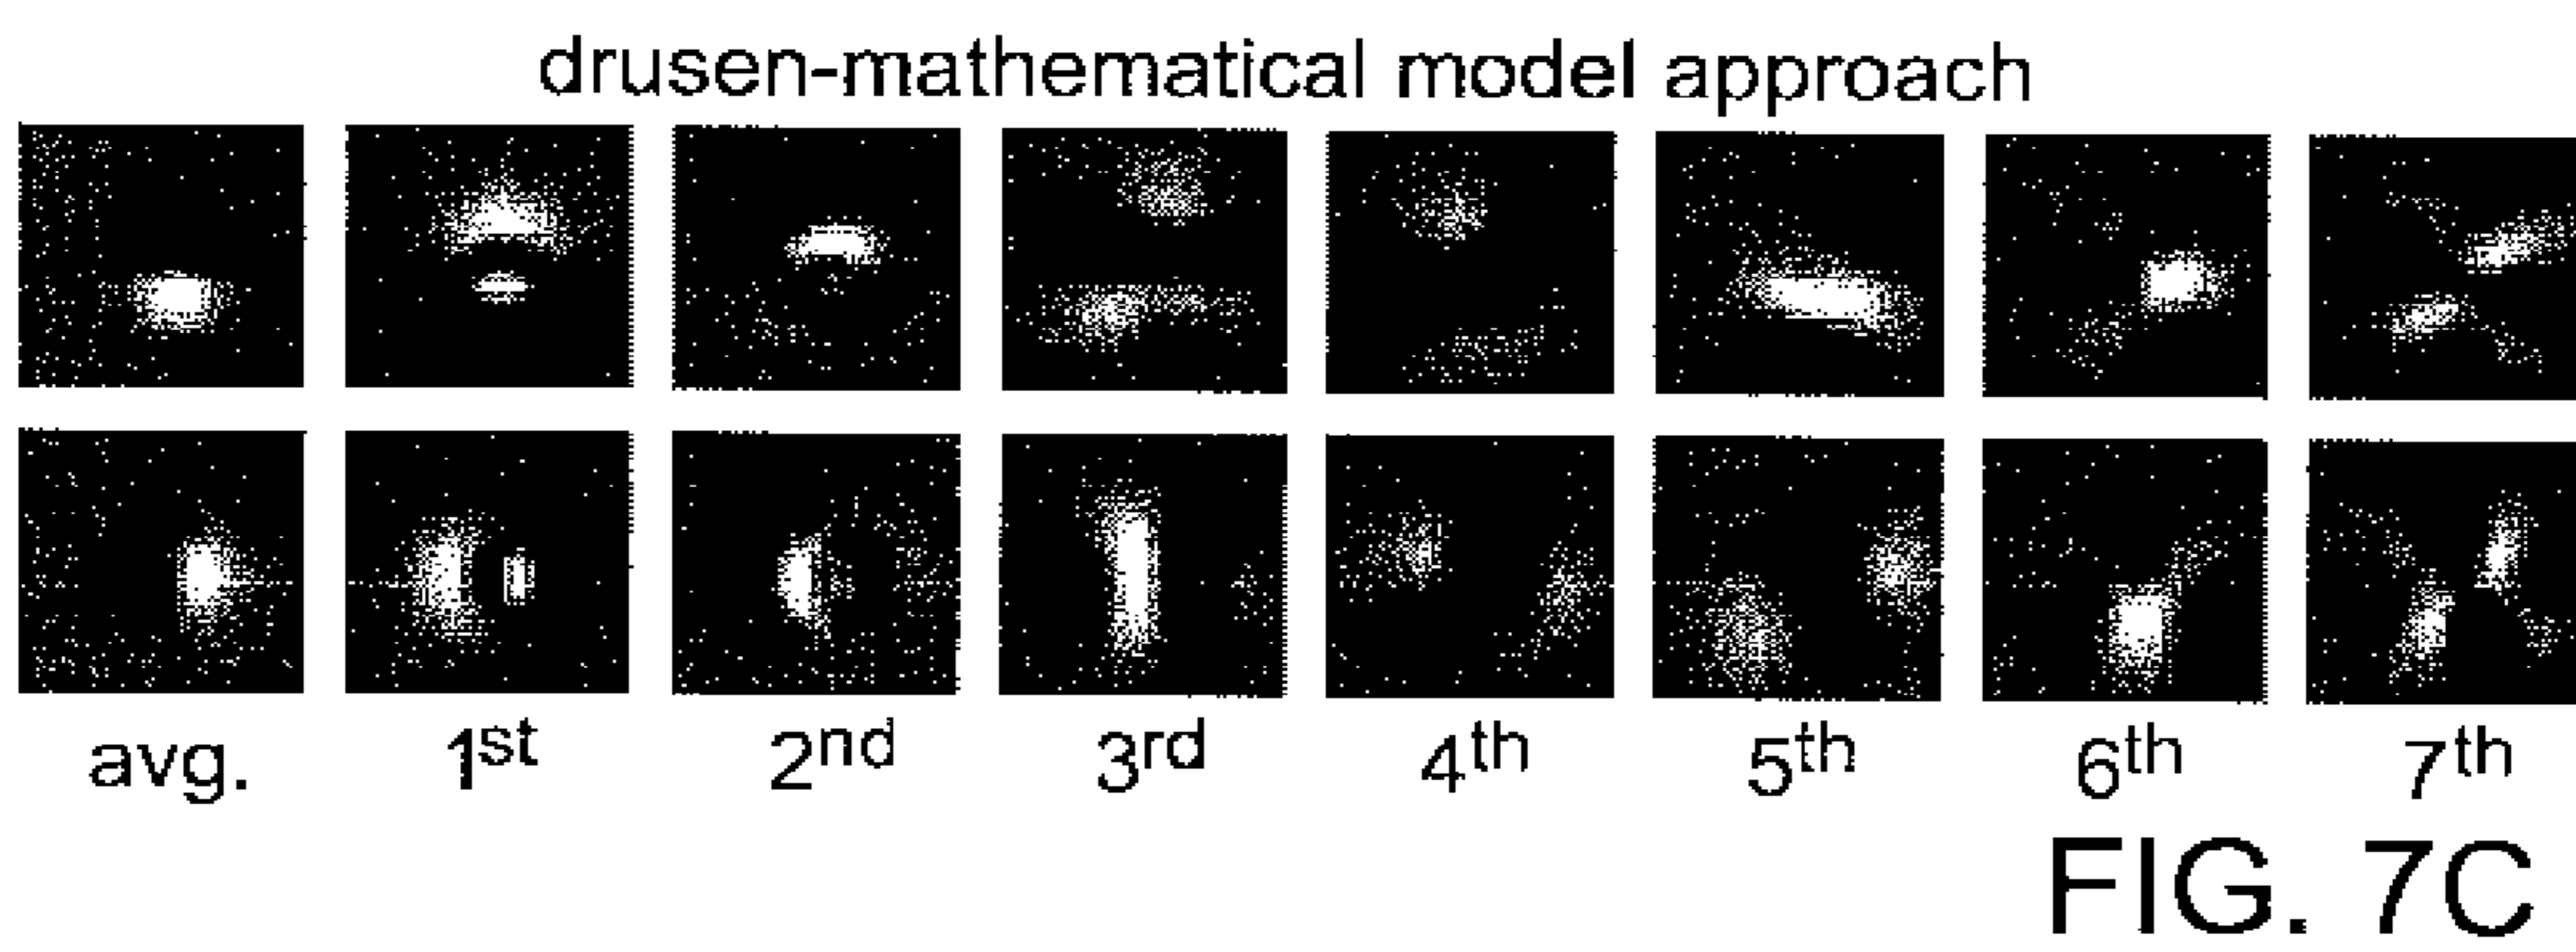 drusen-mathematical model approach
avg. 1st 2nd 3rd 4th 5th 6th 7th
FIG. 7C